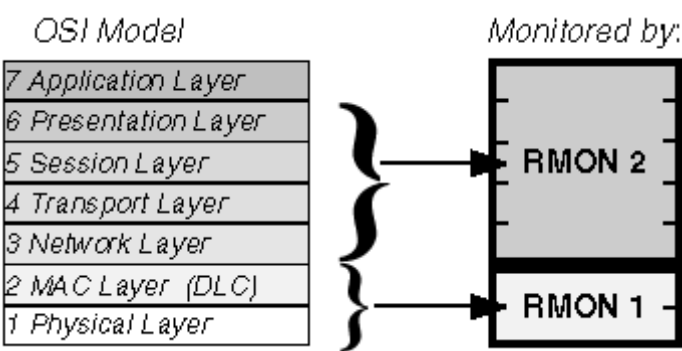 OSI Model
Monitored by:
7 Application Layer
6 Presentation Layer
5 Session Layer
4 Transport Layer
3 Network Layer
2 MAC Layer (DLC)
1 Physical Layer
RMON 2
RMON 1